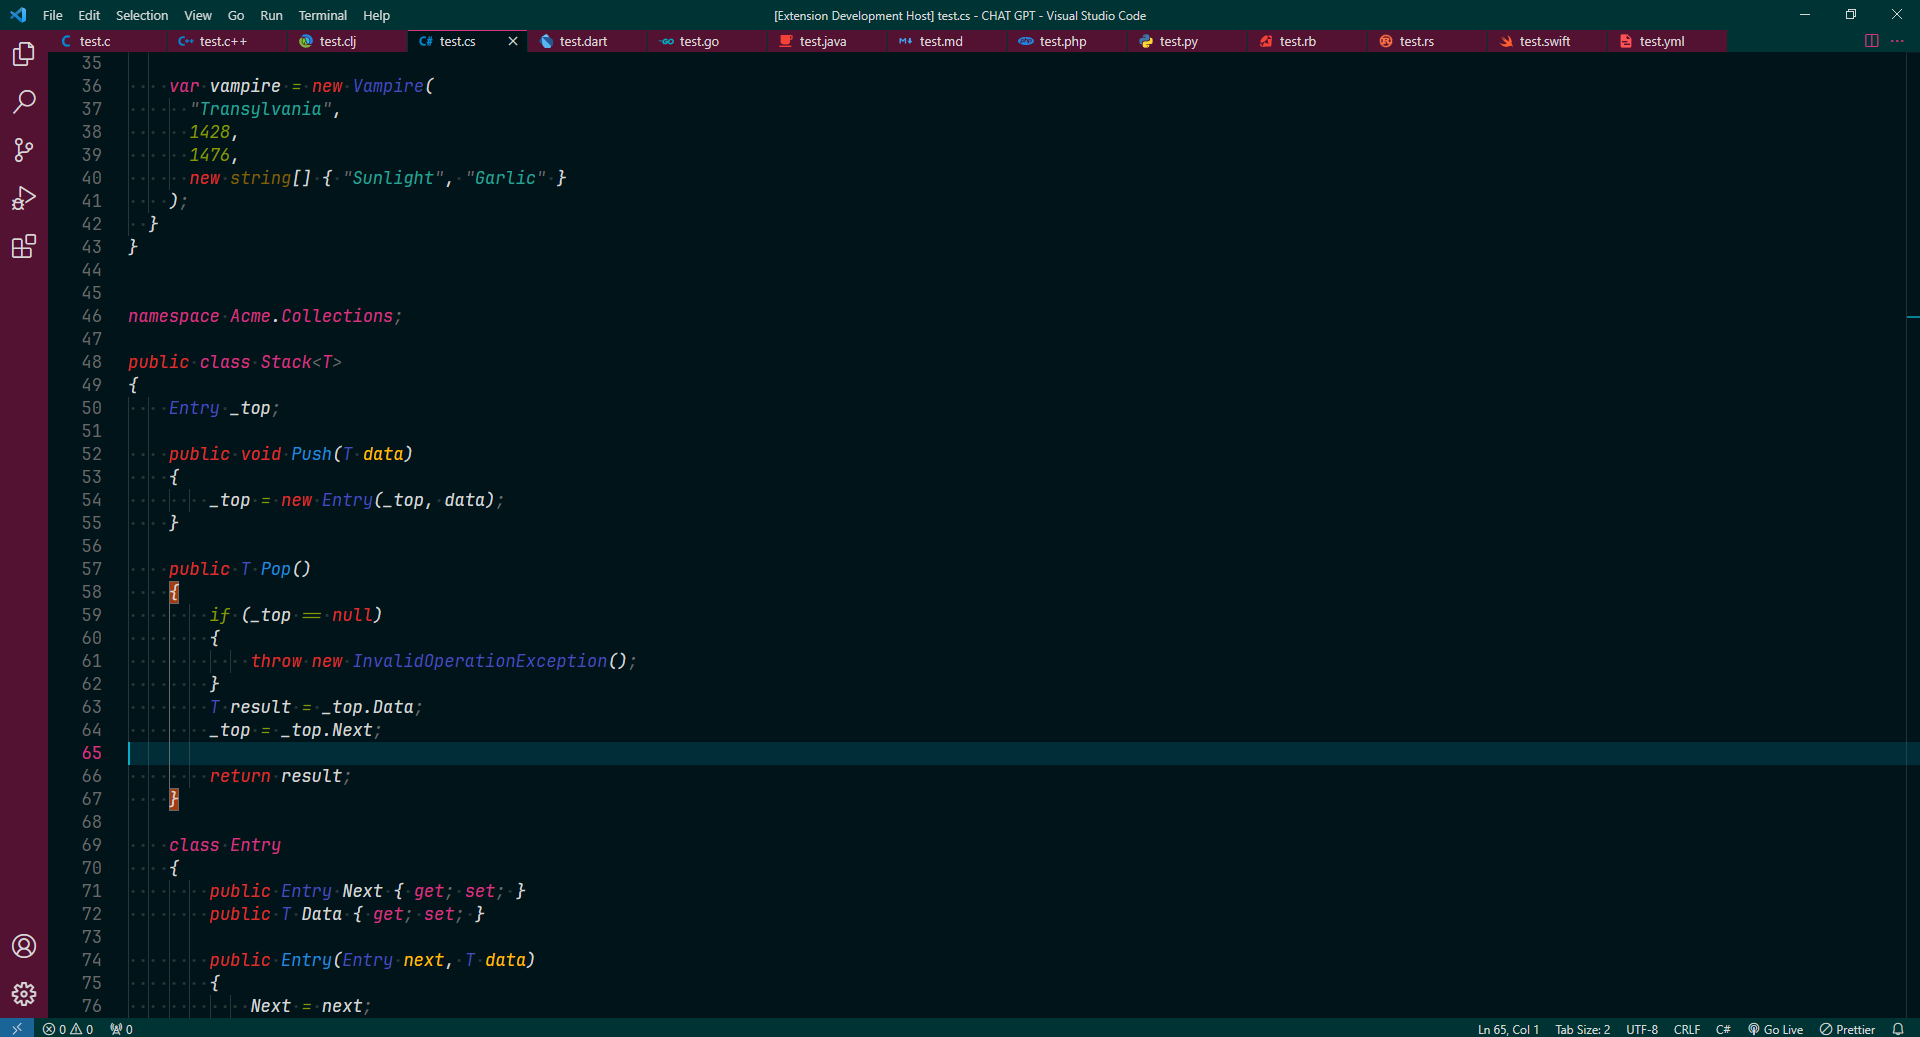 File Edit Selection View Go Run Terminal Help
[Extension Development Host] test.cs - CHAT GPT - Visual Studio Code
test.c test.c++ test.clj test.cs test.dart test.go test.java test.md test.php test.py test.rb test.rs test.swift test.yml
35
36 var vampire = new Vampire(
37 "Transylvania",
38 1428,
39 1476,
40 new string[] { "Sunlight", "Garlic" }
41 );
42 }
43 }
44
45
46 namespace Acme.Collections;
47
48 public class Stack<T>
49 {
50 Entry _top;
51
52 public void Push(T data)
53 {
54 _top = new Entry(_top, data);
55 }
56
57 public T Pop()
58 {
59 if (_top == null)
60 {
61 throw new InvalidOperationException();
62 }
63 T result = _top.Data;
64 _top = _top.Next;
65
66 return result;
67 }
68
69 class Entry
70 {
71 public Entry Next { get; set; }
72 public T Data { get; set; }
73
74 public Entry(Entry next, T data)
75 {
76 Next = next;
0 0 0 Ln 65, Col 1 Tab Size: 2 UTF-8 CRLF C# Go Live Prettier